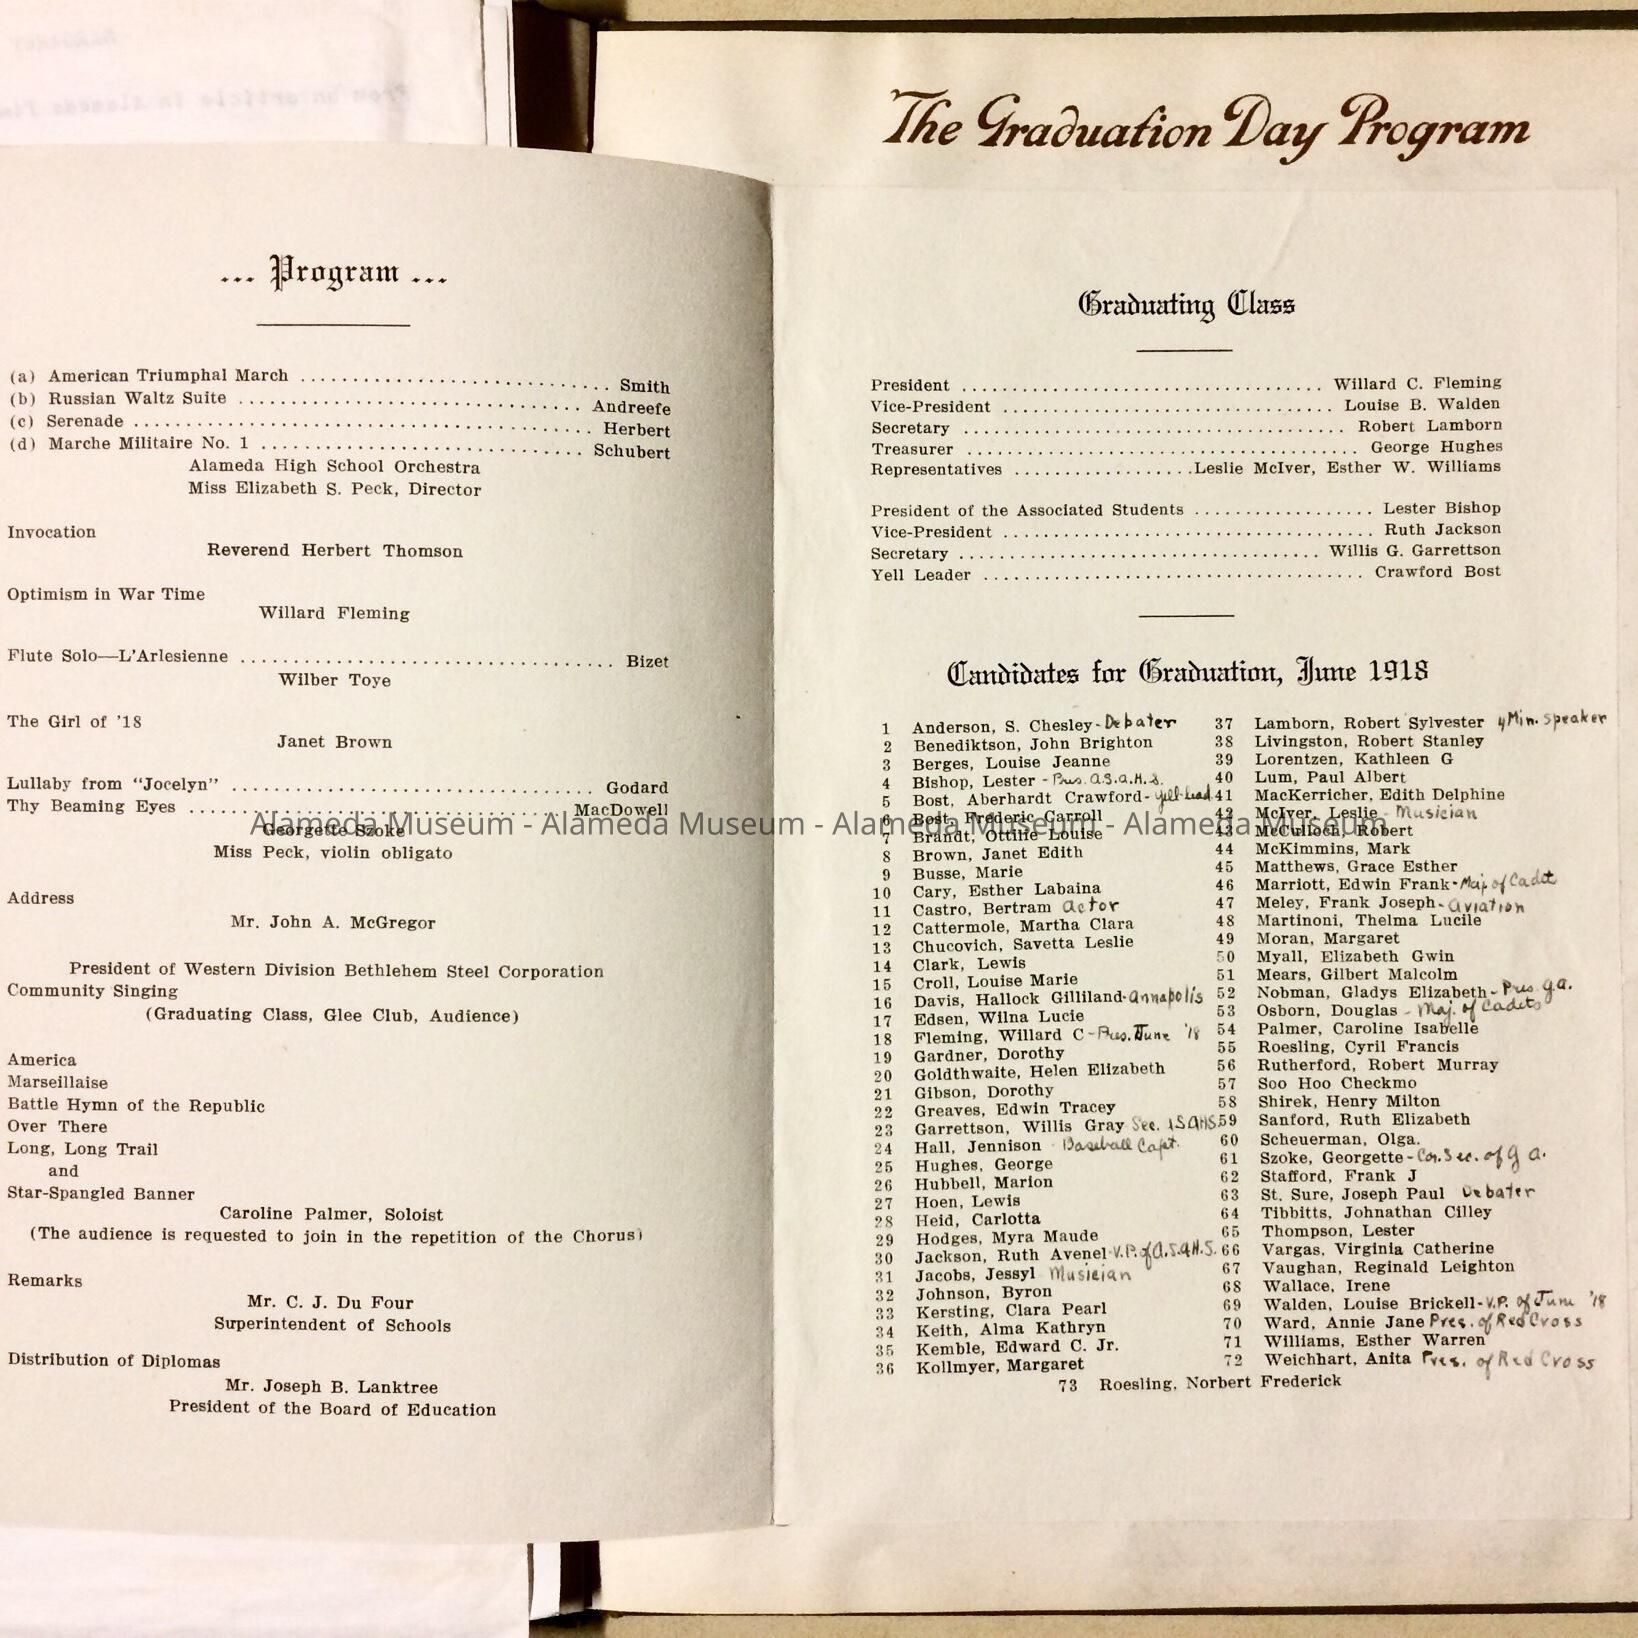 ... Program ...
(a) American Triumphal March ............................ Smith
(b) Russian Waltz Suite ................................ Andreefe
(c) Serenade ............................................. Herbert
(d) Marche Militaire No. 1 .............................. Schubert
Alameda High School Orchestra
Miss Elizabeth S. Peck, Director
Invocation
Reverend Herbert Thomson
Optimism in War Time
Willard Fleming
Flute Solo—L'Arlesienne ................................. Bizet
Wilber Toye
The Girl of '18
Janet Brown
Lullaby from "Jocelyn" ................................ Godard
Thy Beaming Eyes .................................. MacDowell
Georgette Szoke
Miss Peck, violin obligato
Address
Mr. John A. McGregor
President of Western Division Bethlehem Steel Corporation
Community Singing
(Graduating Class, Glee Club, Audience)
America
Marseillaise
Battle Hymn of the Republic
Over There
Long, Long Trail
and
Star-Spangled Banner
Caroline Palmer, Soloist
(The audience is requested to join in the repetition of the Chorus)
Remarks
Mr. C. J. Du Four
Superintendent of Schools
Distribution of Diplomas
Mr. Joseph B. Lanktree
President of the Board of Education
The Graduation Day Program
Graduating Class
President ................................... Willard C. Fleming
Vice-President ................................ Louise B. Walden
Secretary ..................................... Robert Lamborn
Treasurer ....................................... George Hughes
Representatives ..................Leslie McIver, Esther W. Williams
President of the Associated Students .................. Lester Bishop
Vice-President .................................... Ruth Jackson
Secretary ................................... Willis G. Garrettson
Yell Leader ..................................... Crawford Bost
Candidates for Graduation, June 1918
1 Anderson, S. Chesley - Debater
2 Benediktson, John Brighton
3 Berges, Louise Jeanne
4 Bishop, Lester - Pres. A.S.A.H.S.
5 Bost, Aberhardt Crawford - yell-lead.
6 Bost, Frederic Carroll
7 Brandt, Ottilie Louise
8 Brown, Janet Edith
9 Busse, Marie
10 Cary, Esther Labaina
11 Castro, Bertram actor
12 Cattermole, Martha Clara
13 Chucovich, Savetta Leslie
14 Clark, Lewis
15 Croll, Louise Marie
16 Davis, Hallock Gilliland - Annapolis
17 Edsen, Wilna Lucie
18 Fleming, Willard C - Pres. June '18
19 Gardner, Dorothy
20 Goldthwaite, Helen Elizabeth
21 Gibson, Dorothy
22 Greaves, Edwin Tracey
23 Garrettson, Willis Gray Sec. ASAHS
24 Hall, Jennison - Baseball Capt.
25 Hughes, George
26 Hubbell, Marion
27 Hoen, Lewis
28 Heid, Carlotta
29 Hodges, Myra Maude
30 Jackson, Ruth Avenel - V.P. of A.S.A.H.S.
31 Jacobs, Jessyl Musician
32 Johnson, Byron
33 Kersting, Clara Pearl
34 Keith, Alma Kathryn
35 Kemble, Edward C. Jr.
36 Kollmyer, Margaret
37 Lamborn, Robert Sylvester 4 Min. speaker
38 Livingston, Robert Stanley
39 Lorentzen, Kathleen G
40 Lum, Paul Albert
41 MacKerricher, Edith Delphine
42 McIver, Leslie - Musician
43 McCulloch, Robert
44 McKimmins, Mark
45 Matthews, Grace Esther
46 Marriott, Edwin Frank - Maj. of Cadet
47 Meley, Frank Joseph - Aviation
48 Martinoni, Thelma Lucile
49 Moran, Margaret
50 Myall, Elizabeth Gwin
51 Mears, Gilbert Malcolm
52 Nobman, Gladys Elizabeth - Pres. G.A.
53 Osborn, Douglas - Maj. of Cadets
54 Palmer, Caroline Isabelle
55 Roesling, Cyril Francis
56 Rutherford, Robert Murray
57 Soo Hoo Checkmo
58 Shirek, Henry Milton
59 Sanford, Ruth Elizabeth
60 Scheuerman, Olga.
61 Szoke, Georgette - Cor. Sec. of G A.
62 Stafford, Frank J
63 St. Sure, Joseph Paul Debater
64 Tibbitts, Johnathan Cilley
65 Thompson, Lester
66 Vargas, Virginia Catherine
67 Vaughan, Reginald Leighton
68 Wallace, Irene
69 Walden, Louise Brickell - V.P. of June '18
70 Ward, Annie Jane Pres. of Red Cross
71 Williams, Esther Warren
72 Weichhart, Anita Pres. of Red Cross
73 Roesling, Norbert Frederick
Alameda Museum - Alameda Museum - Alameda Museum - Alameda Museum